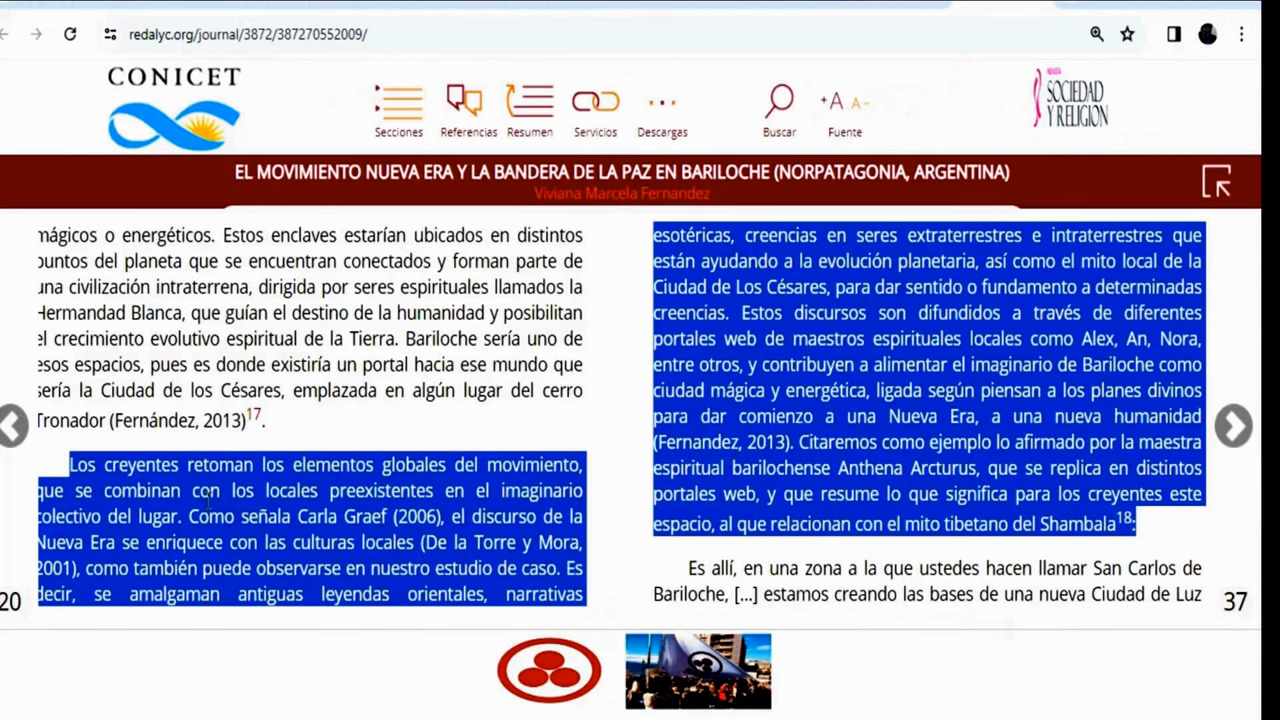 redalyc.org/journal/3872/387270552009/
CONICET
Secciones
Referencias
Resumen
Servicios
Descargas
Buscar
+A A-
Fuente
REVISTA
SOCIEDAD
Y RELIGIÓN
EL MOVIMIENTO NUEVA ERA Y LA BANDERA DE LA PAZ EN BARILOCHE (NORPATAGONIA, ARGENTINA)
Viviana Marcela Fernandez
mágicos o energéticos. Estos enclaves estarían ubicados en distintos
puntos del planeta que se encuentran conectados y forman parte de
una civilización intraterrena, dirigida por seres espirituales llamados la
Hermandad Blanca, que guían el destino de la humanidad y posibilitan
el crecimiento evolutivo espiritual de la Tierra. Bariloche sería uno de
esos espacios, pues es donde existiría un portal hacia ese mundo que
sería la Ciudad de los Césares, emplazada en algún lugar del cerro
Tronador (Fernández, 2013)17.
Los creyentes retoman los elementos globales del movimiento,
que se combinan con los locales preexistentes en el imaginario
colectivo del lugar. Como señala Carla Graef (2006), el discurso de la
Nueva Era se enriquece con las culturas locales (De la Torre y Mora,
2001), como también puede observarse en nuestro estudio de caso. Es
decir, se amalgaman antiguas leyendas orientales, narrativas
20
esotéricas, creencias en seres extraterrestres e intraterrestres que
están ayudando a la evolución planetaria, así como el mito local de la
Ciudad de Los Césares, para dar sentido o fundamento a determinadas
creencias. Estos discursos son difundidos a través de diferentes
portales web de maestros espirituales locales como Alex, An, Nora,
entre otros, y contribuyen a alimentar el imaginario de Bariloche como
ciudad mágica y energética, ligada según piensan a los planes divinos
para dar comienzo a una Nueva Era, a una nueva humanidad
(Fernandez, 2013). Citaremos como ejemplo lo afirmado por la maestra
espiritual barilochense Anthena Arcturus, que se replica en distintos
portales web, y que resume lo que significa para los creyentes este
espacio, al que relacionan con el mito tibetano del Shambala18:
Es allí, en una zona a la que ustedes hacen llamar San Carlos de
Bariloche, [...] estamos creando las bases de una nueva Ciudad de Luz
37